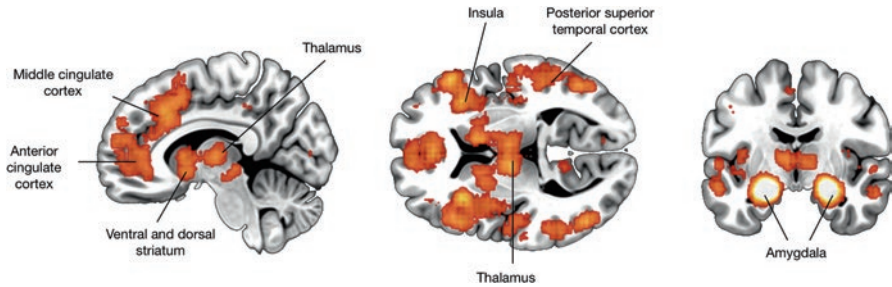 Thalamus
Middle cingulate
cortex
Anterior
cingulate
cortex
Ventral and dorsal
striatum
Insula
Posterior superior
temporal cortex
Thalamus
Amygdala